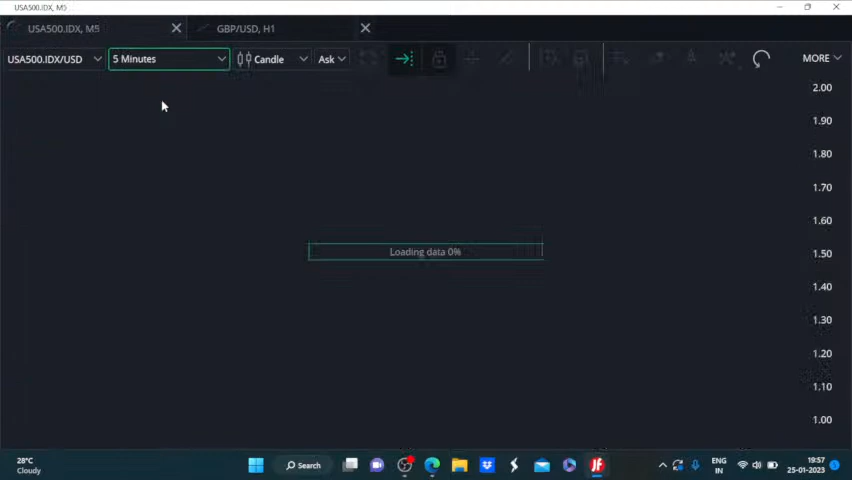 USA500.IDX, M5
USA500.IDX, M5
GBP/USD, H1
USA500.IDX/USD
5 Minutes
Candle
Ask
MORE
2.00
1.90
1.80
1.70
1.60
1.50
1.40
1.30
1.20
1.10
1.00
Loading data 0%
28°C
Cloudy
Search
ENG
IN
19:57
25-01-2023